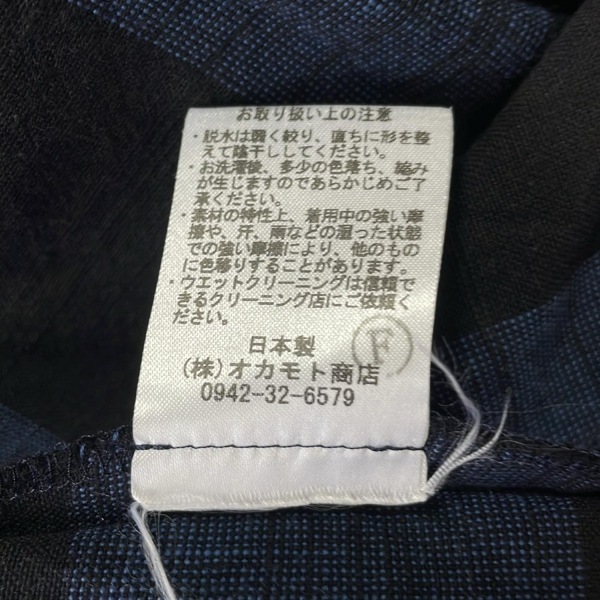 お取り扱い上の注意
・脱水は弱く絞り、直ちに形を整
えて陰干ししてください。
・お洗濯後、多少の色落ち、縮み
が生じますのであらかじめご了
承ください。
・素材の特性上、着用中の強い摩
擦や、汗、雨などの湿った状態
での強い摩擦により、他のもの
に色移りすることがあります。
・ウエットクリーニングは信頼で
きるクリーニング店にご依頼く
ださい。
日本製
(株)オカモト商店
0942-32-6579
F